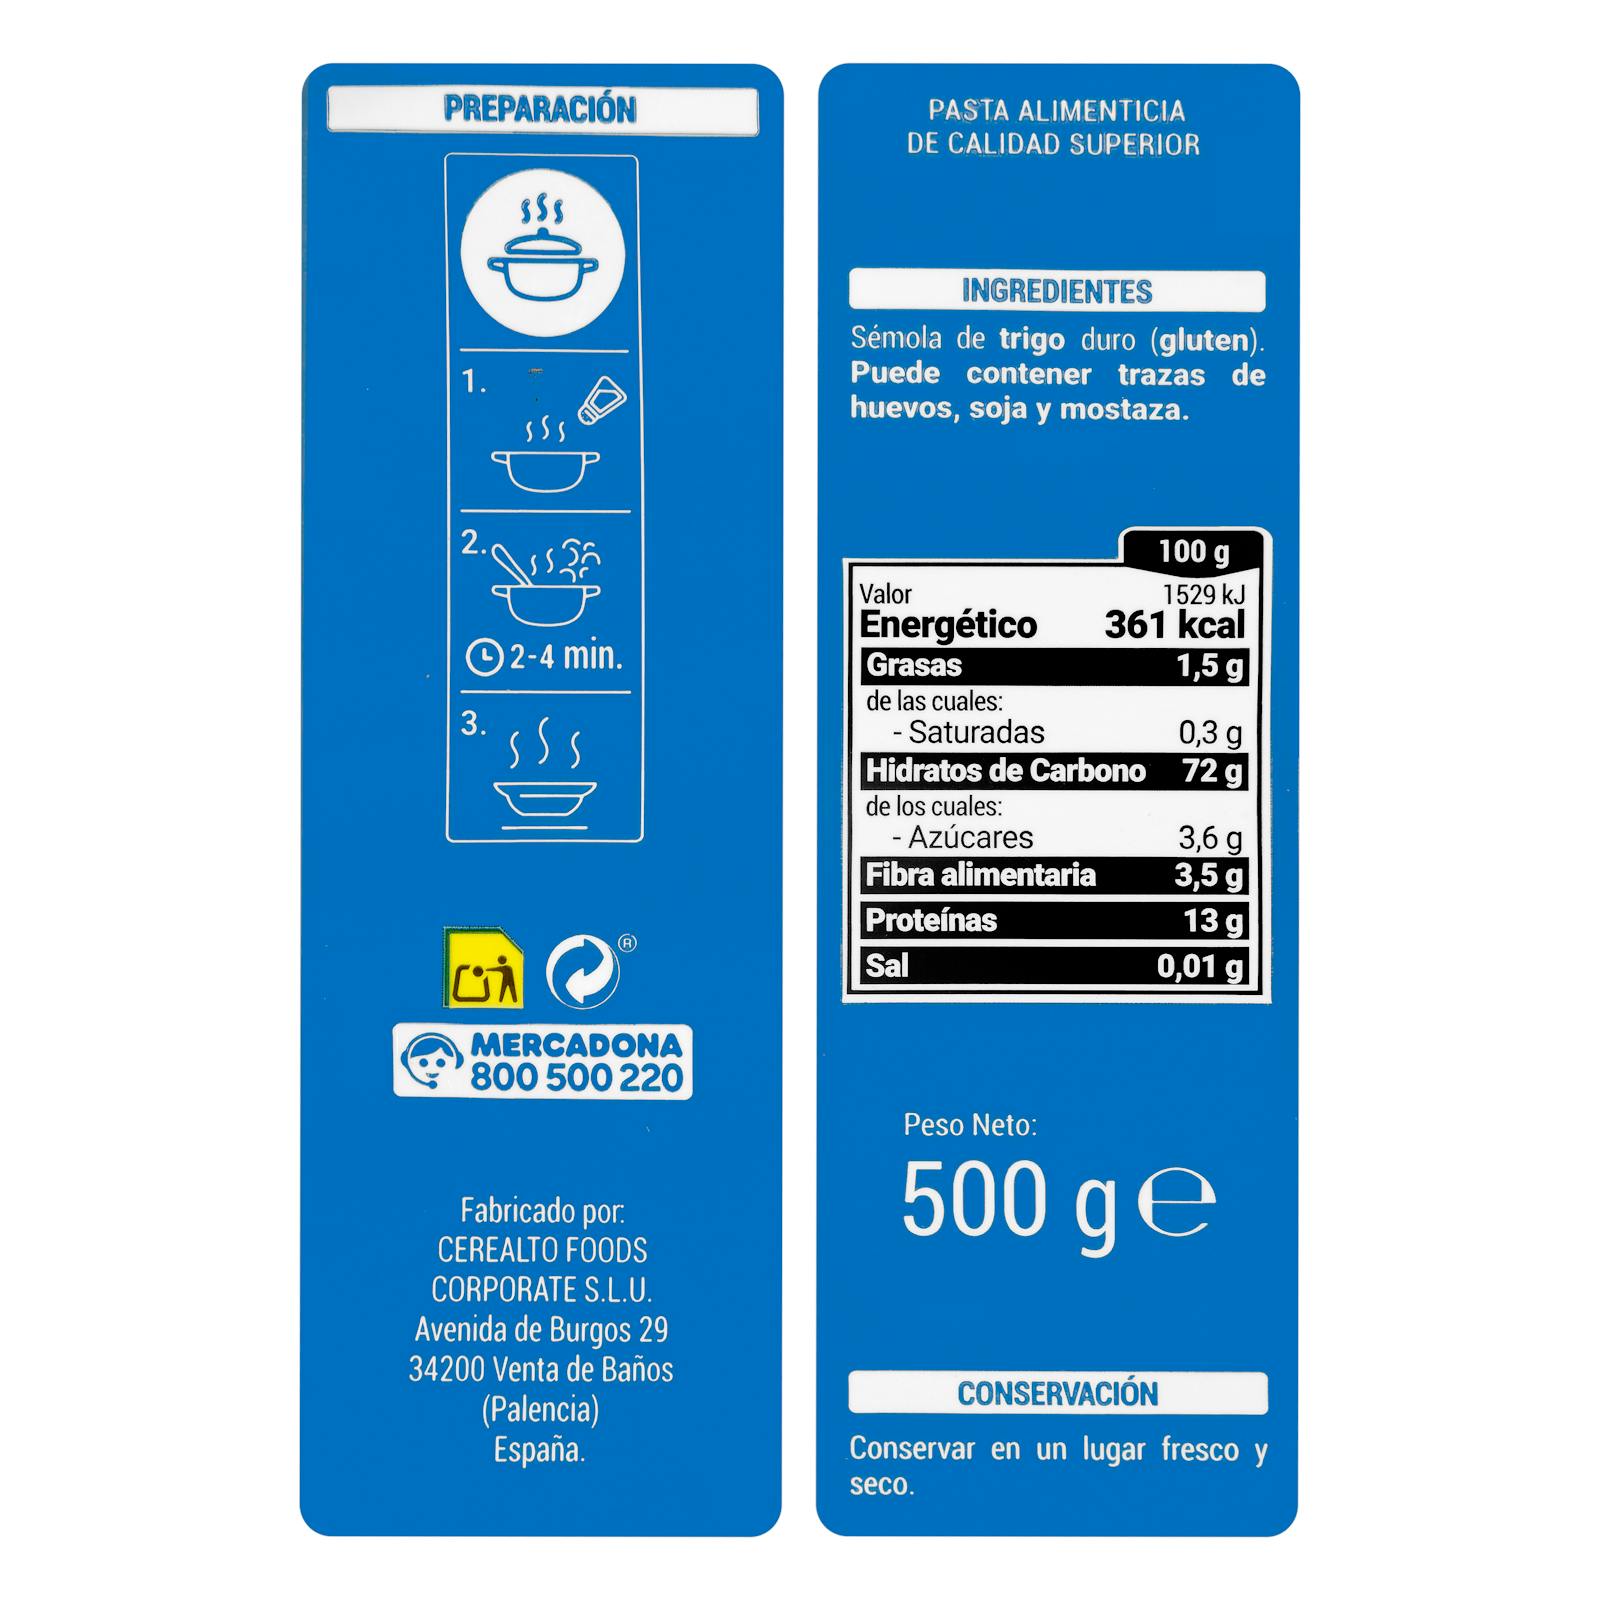 PREPARACIÓN
1.
2.
2-4 min.
3.
®
MERCADONA
800 500 220
Fabricado por:
CEREALTO FOODS
CORPORATE S.L.U.
Avenida de Burgos 29
34200 Venta de Baños
(Palencia)
España.
PASTA ALIMENTICIA
DE CALIDAD SUPERIOR
INGREDIENTES
Sémola de trigo duro (gluten).
Puede contener trazas de
huevos, soja y mostaza.
100 g
Valor 1529 kJ
Energético 361 kcal
Grasas 1,5 g
de las cuales:
- Saturadas 0,3 g
Hidratos de Carbono 72 g
de los cuales:
- Azúcares 3,6 g
Fibra alimentaria 3,5 g
Proteínas 13 g
Sal 0,01 g
Peso Neto:
500 g ℮
CONSERVACIÓN
Conservar en un lugar fresco y
seco.